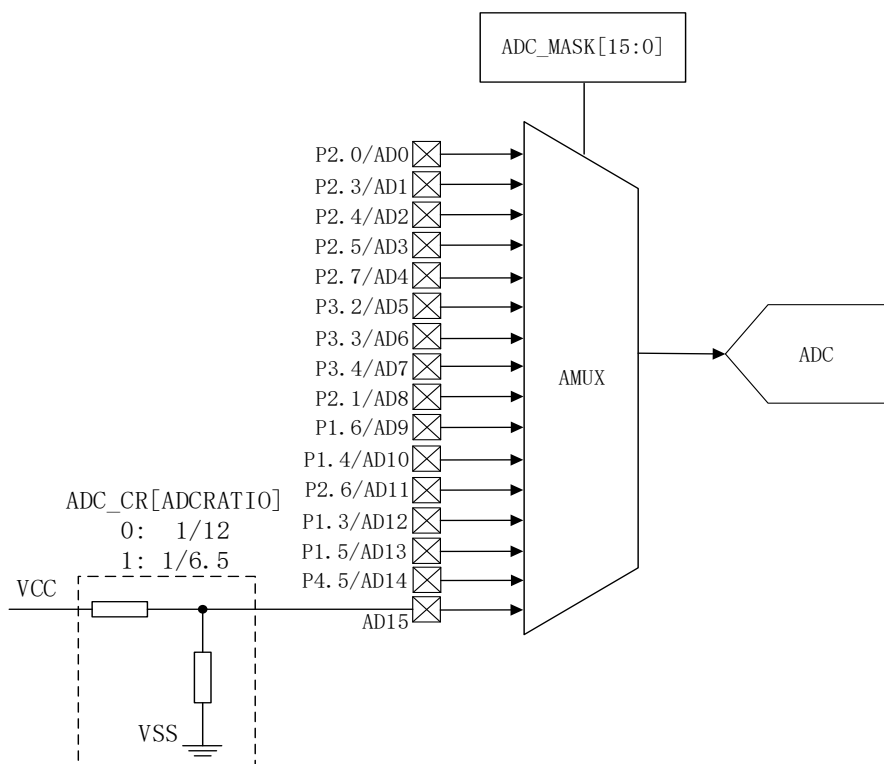 ADC_MASK[15:0]
P2.0/AD0
P2.3/AD1
P2.4/AD2
P2.5/AD3
P2.7/AD4
P3.2/AD5
P3.3/AD6
P3.4/AD7
P2.1/AD8
P1.6/AD9
P1.4/AD10
P2.6/AD11
P1.3/AD12
P1.5/AD13
P4.5/AD14
AD15
AMUX
ADC
ADC_CR[ADCRATIO]
0: 1/12
1: 1/6.5
VCC
VSS